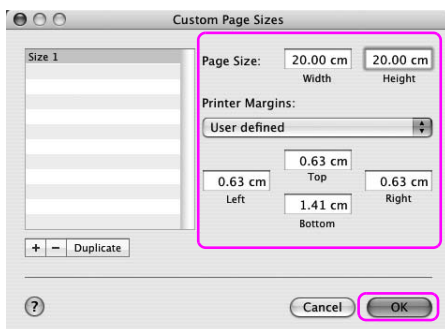 Custom Page Sizes
Size 1
Page Size: 20.00 cm 20.00 cm
Width Height
Printer Margins:
User defined
0.63 cm
Top
0.63 cm 0.63 cm
Left Right
1.41 cm
Bottom
+ − Duplicate
? Cancel OK